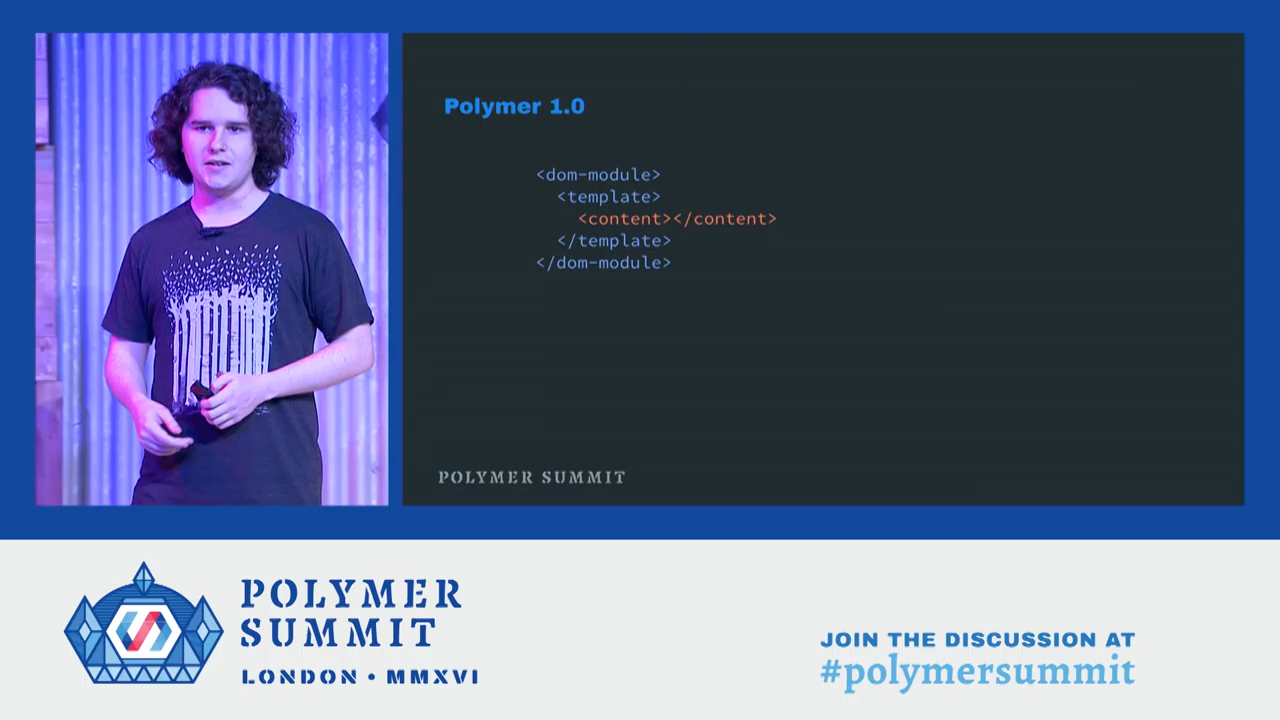 Polymer 1.0
<dom-module>
<template>
<content></content>
</template>
</dom-module>
POLYMER SUMMIT
POLYMER
SUMMIT
LONDON • MMXVI
JOIN THE DISCUSSION AT
#polymersummit